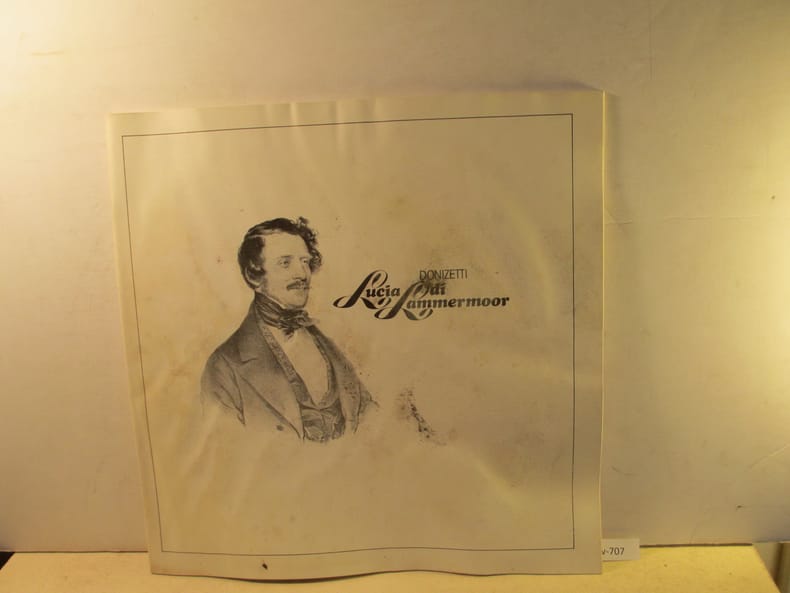 DONIZETTI
Lucia di
Lammermoor
-707